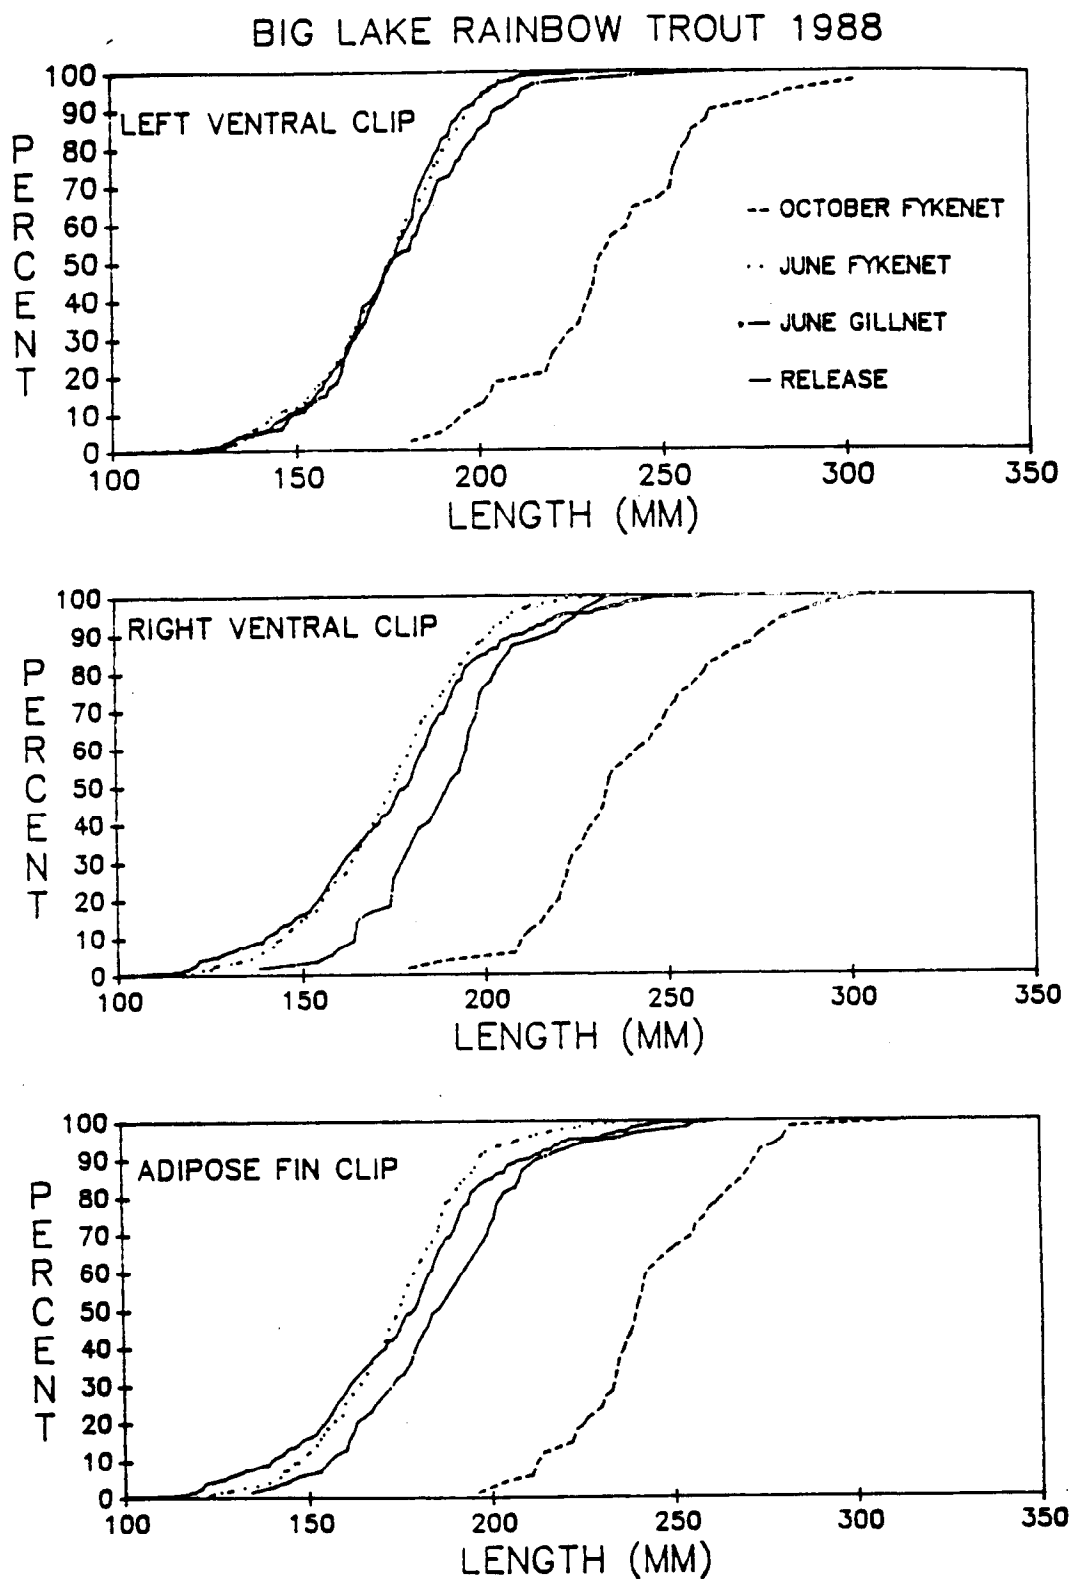 BIG LAKE RAINBOW TROUT 1988
LEFT VENTRAL CLIP
PERCENT
100
90
80
70
60
50
40
30
20
10
0
--- OCTOBER FYKENET
·· JUNE FYKENET
·— JUNE GILLNET
— RELEASE
100 150 200 250 300 350
LENGTH (MM)
RIGHT VENTRAL CLIP
PERCENT
100
90
80
70
60
50
40
30
20
10
0
100 150 200 250 300 350
LENGTH (MM)
ADIPOSE FIN CLIP
PERCENT
100
90
80
70
60
50
40
30
20
10
0
100 150 200 250 300 350
LENGTH (MM)